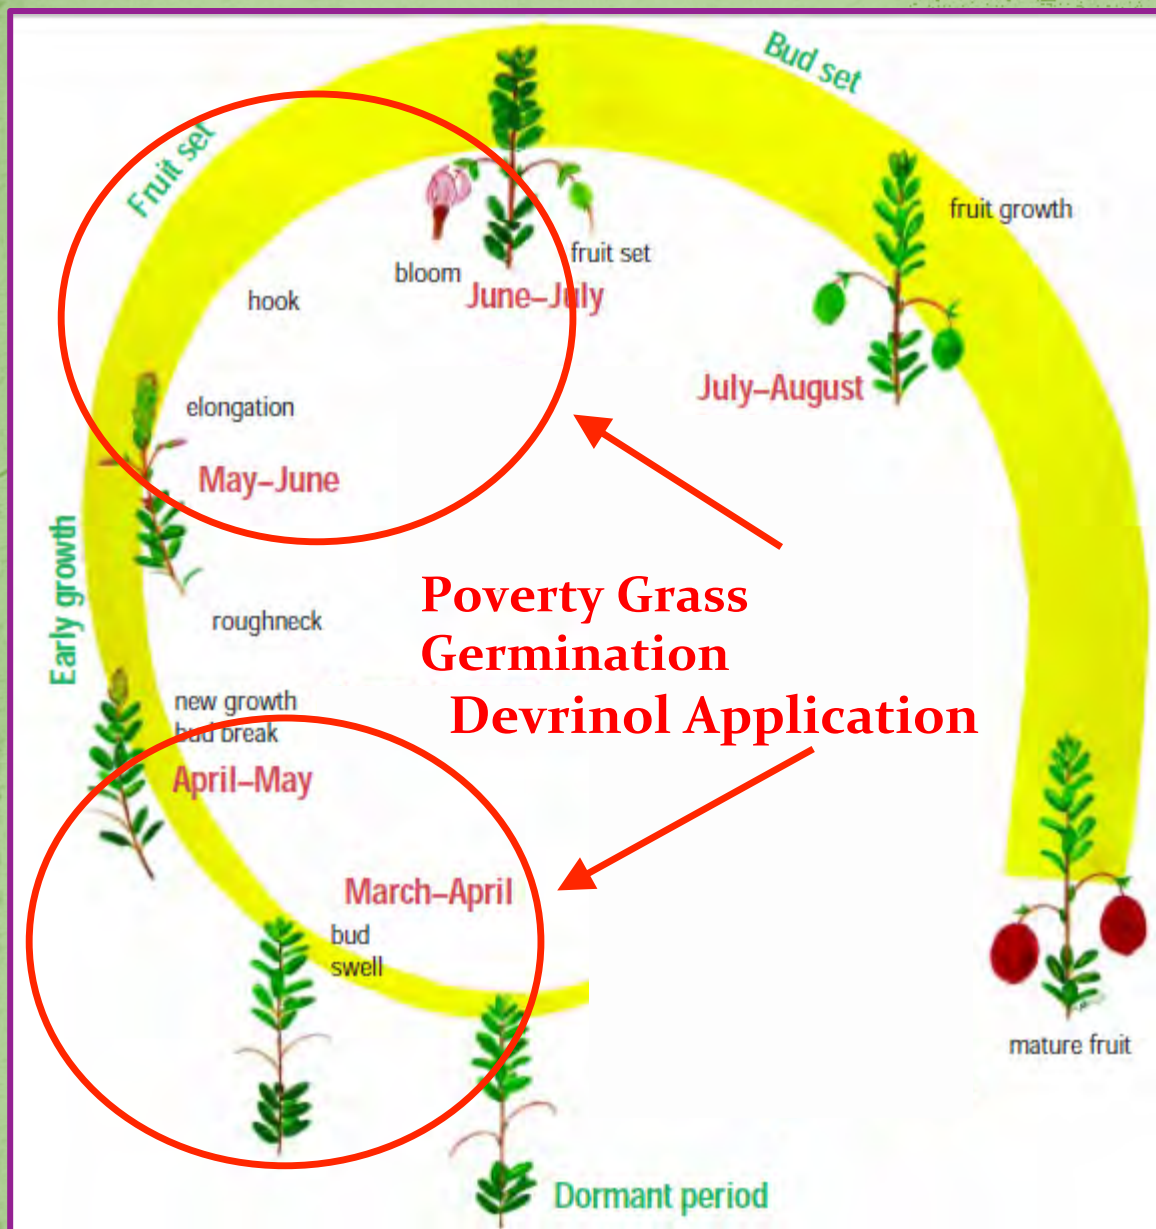 Bud set
Fruit set
fruit growth
bloom
fruit set
June–July
hook
July–August
elongation
May–June
Early growth
Poverty Grass
Germination
roughneck
Devrinol Application
new growth
bud break
April–May
March–April
bud
swell
mature fruit
Dormant period